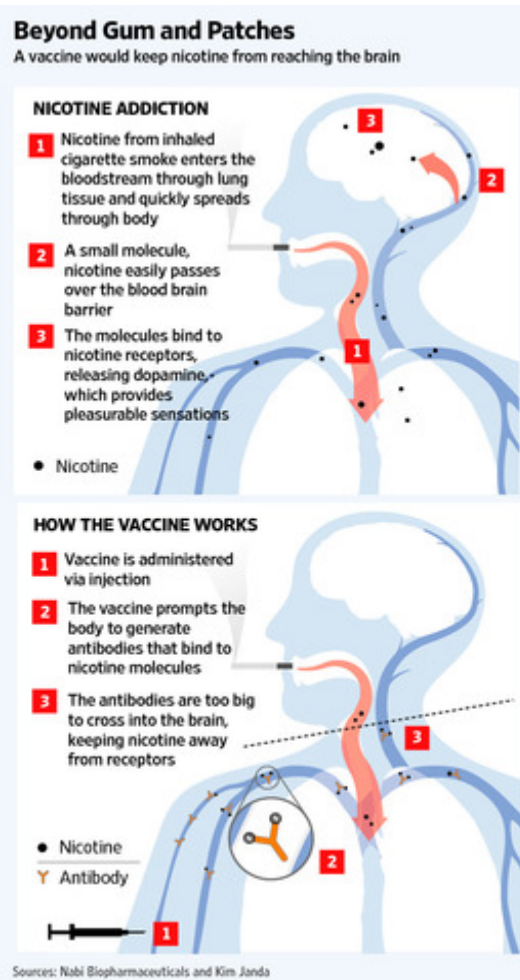 Beyond Gum and Patches
A vaccine would keep nicotine from reaching the brain
NICOTINE ADDICTION
1 Nicotine from inhaled
cigarette smoke enters the
bloodstream through lung
tissue and quickly spreads
through body
2 A small molecule,
nicotine easily passes
over the blood brain
barrier
3 The molecules bind to
nicotine receptors,
releasing dopamine,
which provides
pleasurable sensations
Nicotine
3
2
1
HOW THE VACCINE WORKS
1 Vaccine is administered
via injection
2 The vaccine prompts the
body to generate
antibodies that bind to
nicotine molecules
3 The antibodies are too big
to cross into the brain,
keeping nicotine away
from receptors
3
2
Nicotine
Antibody
1
Sources: Nabi Biopharmaceuticals and Kim Janda